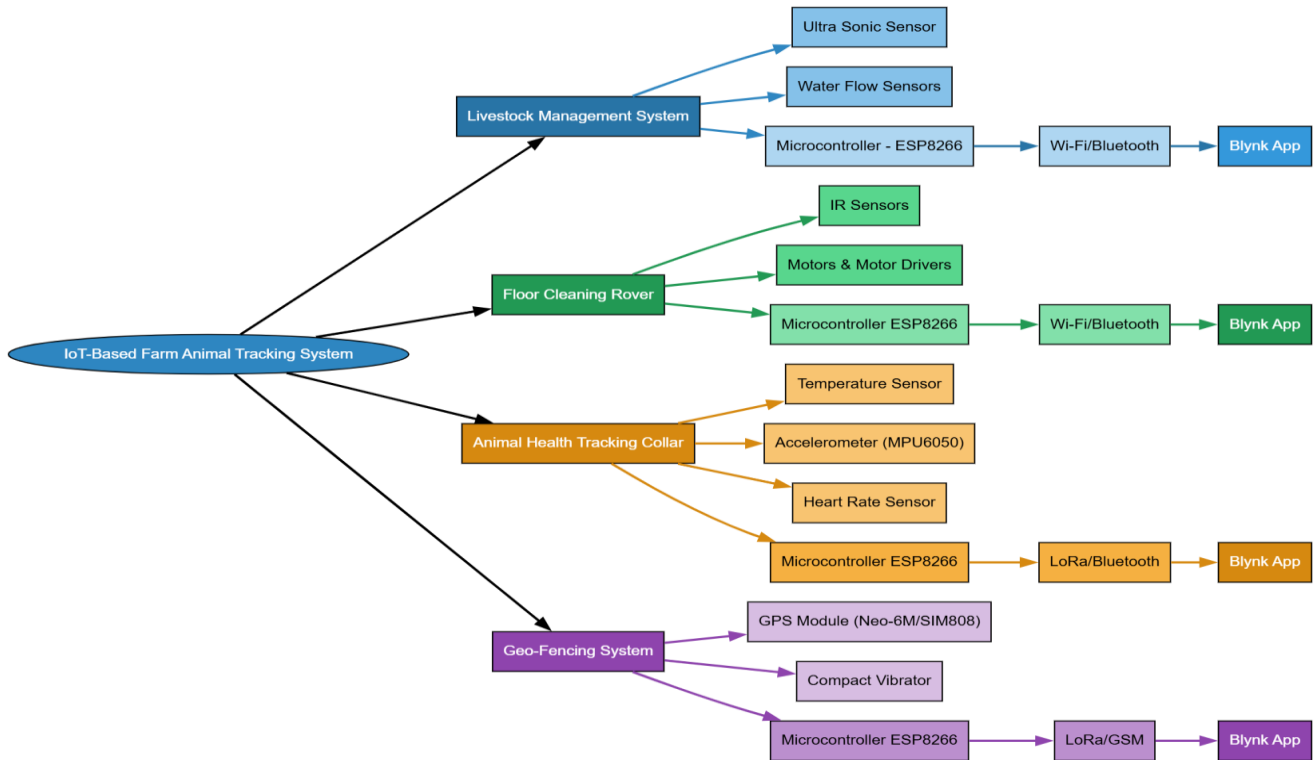 Ultra Sonic Sensor
Water Flow Sensors
Livestock Management System
Microcontroller - ESP8266
Wi-Fi/Bluetooth
Blynk App
IR Sensors
Motors & Motor Drivers
Floor Cleaning Rover
Microcontroller ESP8266
Wi-Fi/Bluetooth
Blynk App
IoT-Based Farm Animal Tracking System
Temperature Sensor
Animal Health Tracking Collar
Accelerometer (MPU6050)
Heart Rate Sensor
Microcontroller ESP8266
LoRa/Bluetooth
Blynk App
GPS Module (Neo-6M/SIM808)
Geo-Fencing System
Compact Vibrator
Microcontroller ESP8266
LoRa/GSM
Blynk App